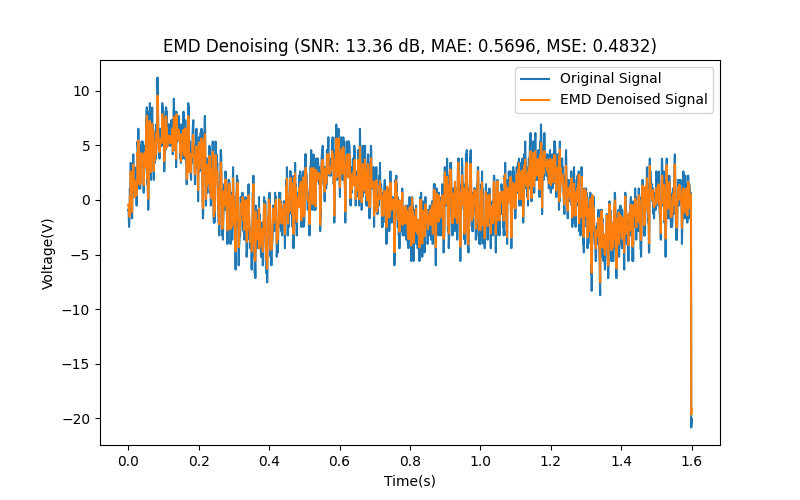 EMD Denoising (SNR: 13.36 dB, MAE: 0.5696, MSE: 0.4832)
Original Signal
EMD Denoised Signal
Voltage(V)
10
5
0
−5
−10
−15
−20
0.0 0.2 0.4 0.6 0.8 1.0 1.2 1.4 1.6
Time(s)